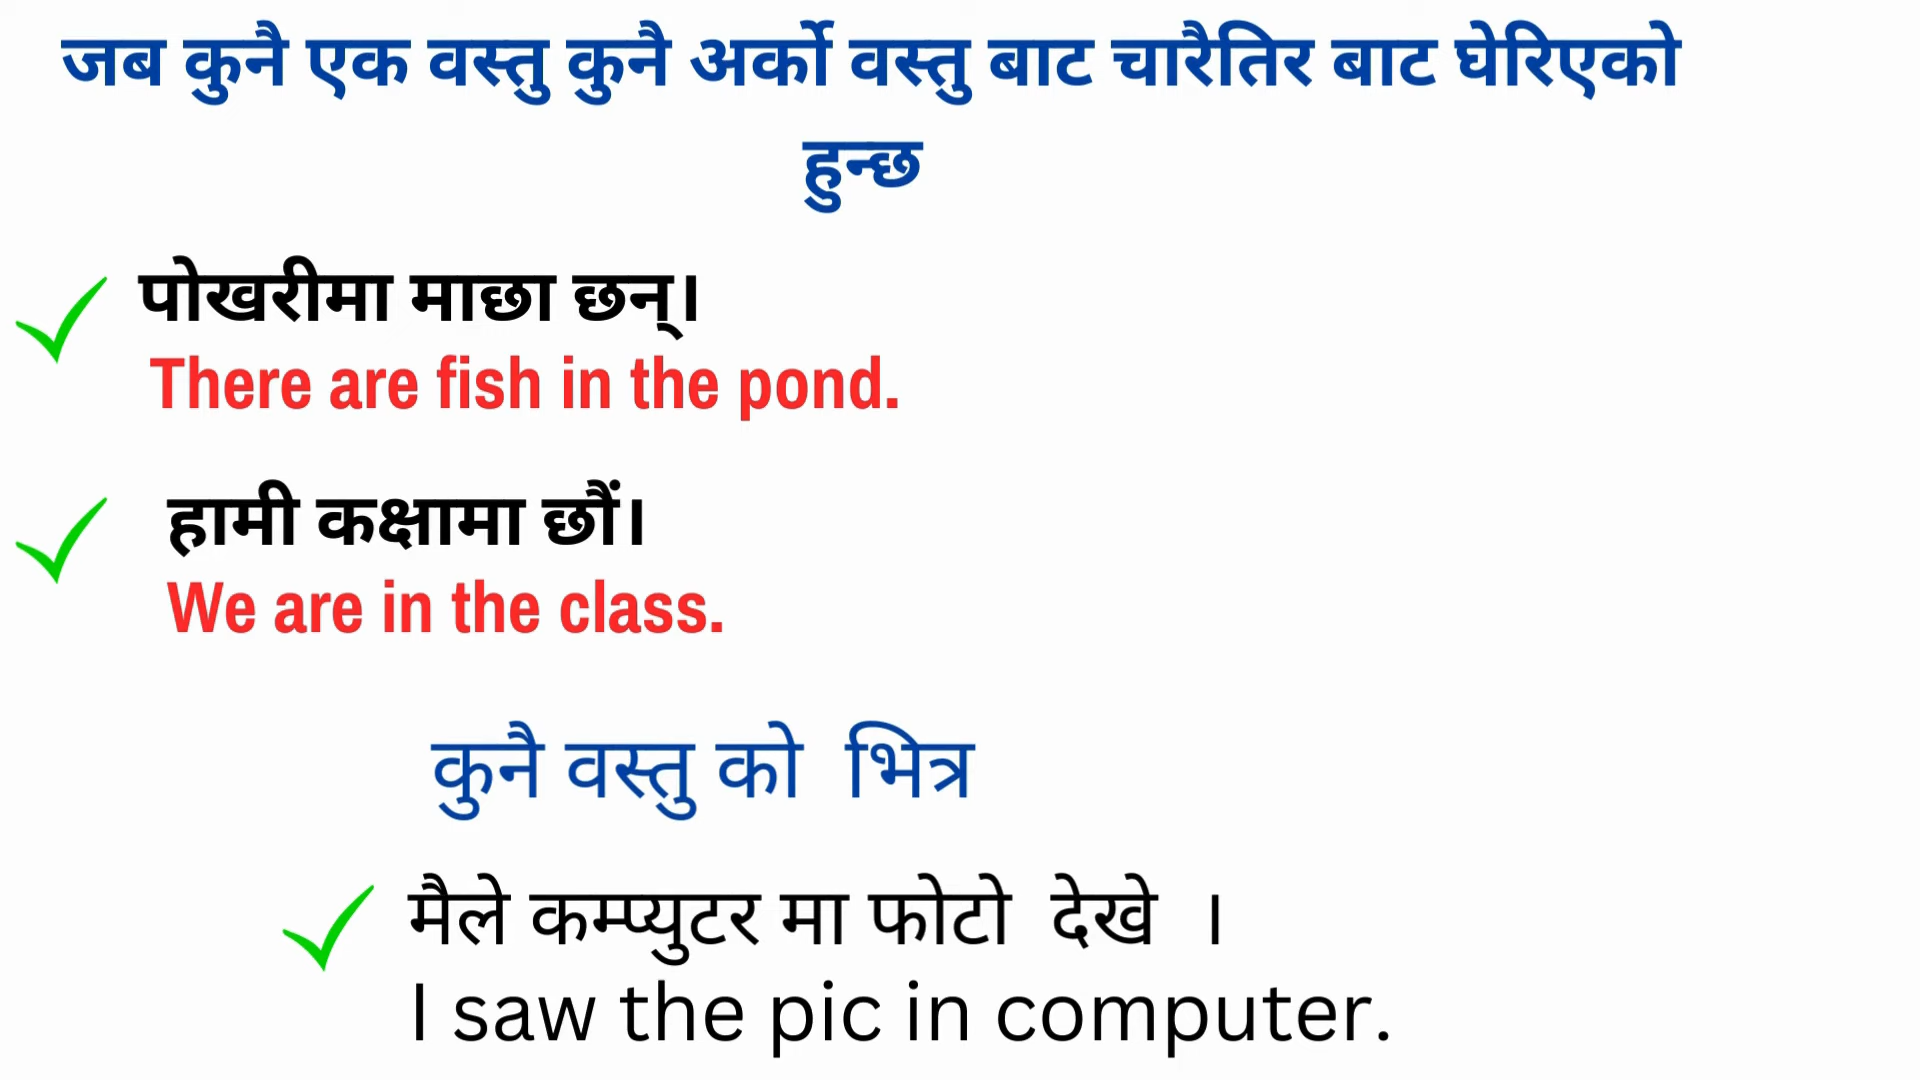 जब कुनै एक वस्तु कुनै अर्को वस्तु बाट चारैतिर बाट घेरिएको
हुन्छ
पोखरीमा माछा छन्।
There are fish in the pond.
हामी कक्षामा छौं।
We are in the class.
कुनै वस्तु को भित्र
मैले कम्प्युटर मा फोटो देखे ।
I saw the pic in computer.